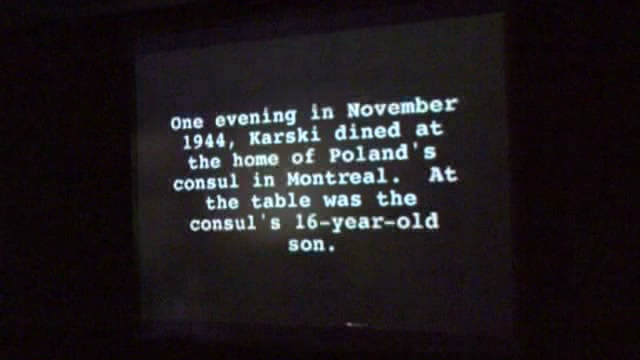 One evening in November
1944, Karski dined at
the home of Poland's
consul in Montreal. At
the table was the
consul's 16-year-old
son.